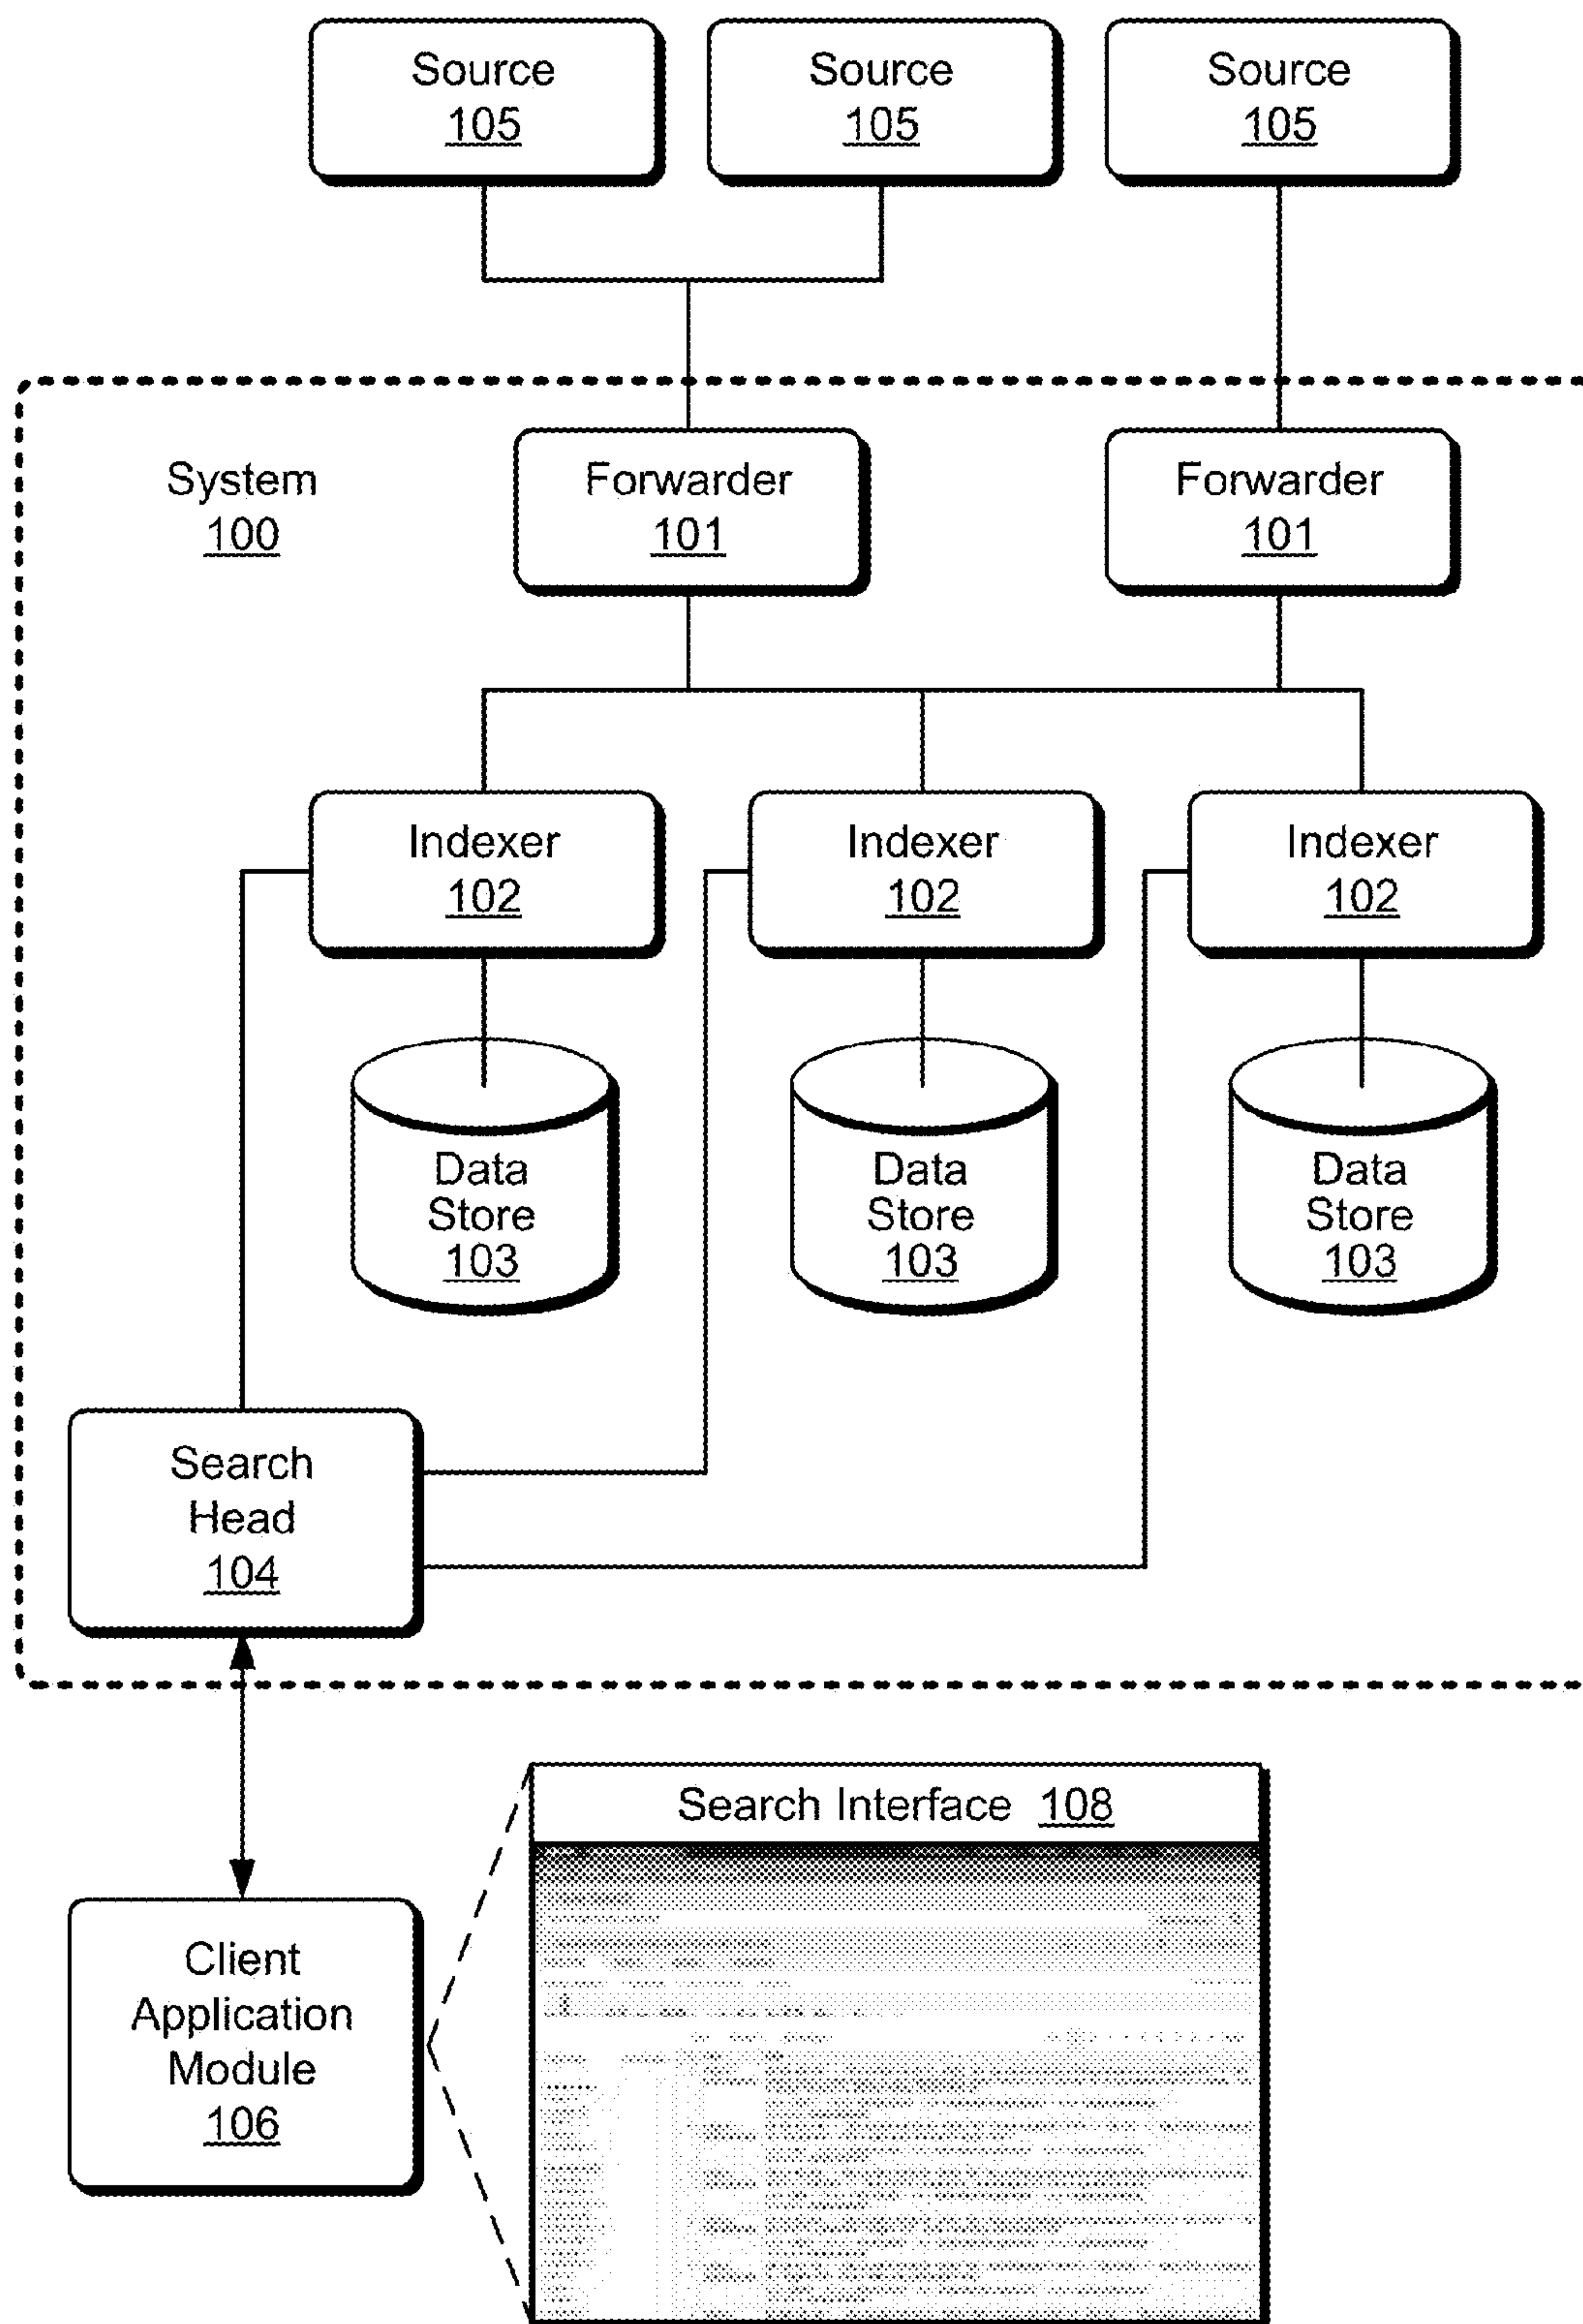 Source
105
Source
105
Source
105
System
100
Forwarder
101
Forwarder
101
Indexer
102
Indexer
102
Indexer
102
Data
Store
103
Data
Store
103
Data
Store
103
Search
Head
104
Search Interface 108
Client
Application
Module
106